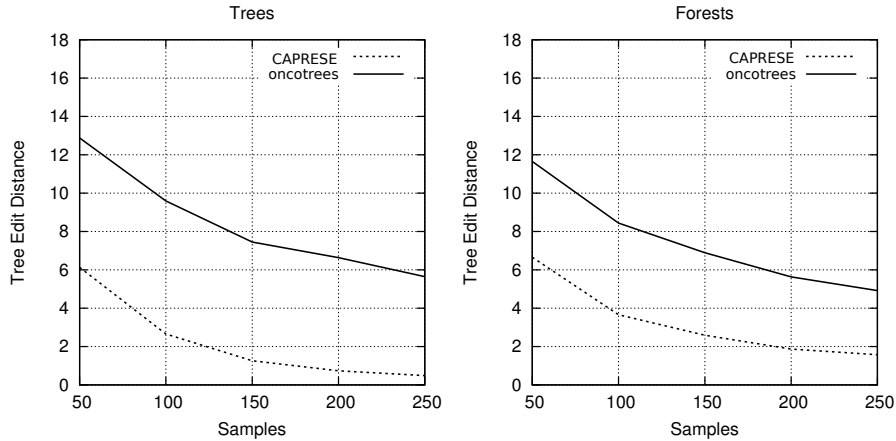 Trees
18
16
14
12
10
8
6
4
2
0
50 100 150 200 250
Tree Edit Distance
Samples
CAPRESE
oncotrees
Forests
18
16
14
12
10
8
6
4
2
0
50 100 150 200 250
Tree Edit Distance
Samples
CAPRESE
oncotrees